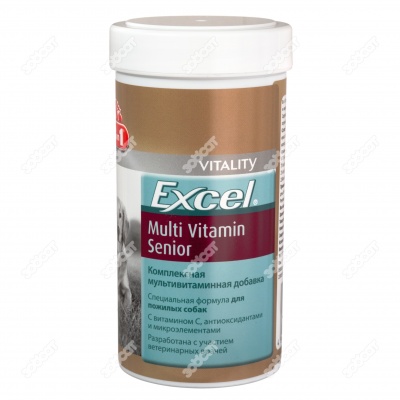 1
VITALITY
Excel®
Multi Vitamin
Senior
Комплексная
мультивитаминная добавка
Специальная формула для
пожилых собак
С витамином С, антиоксидантами
и микроэлементами
Разработана с участием
ветеринарных врачей